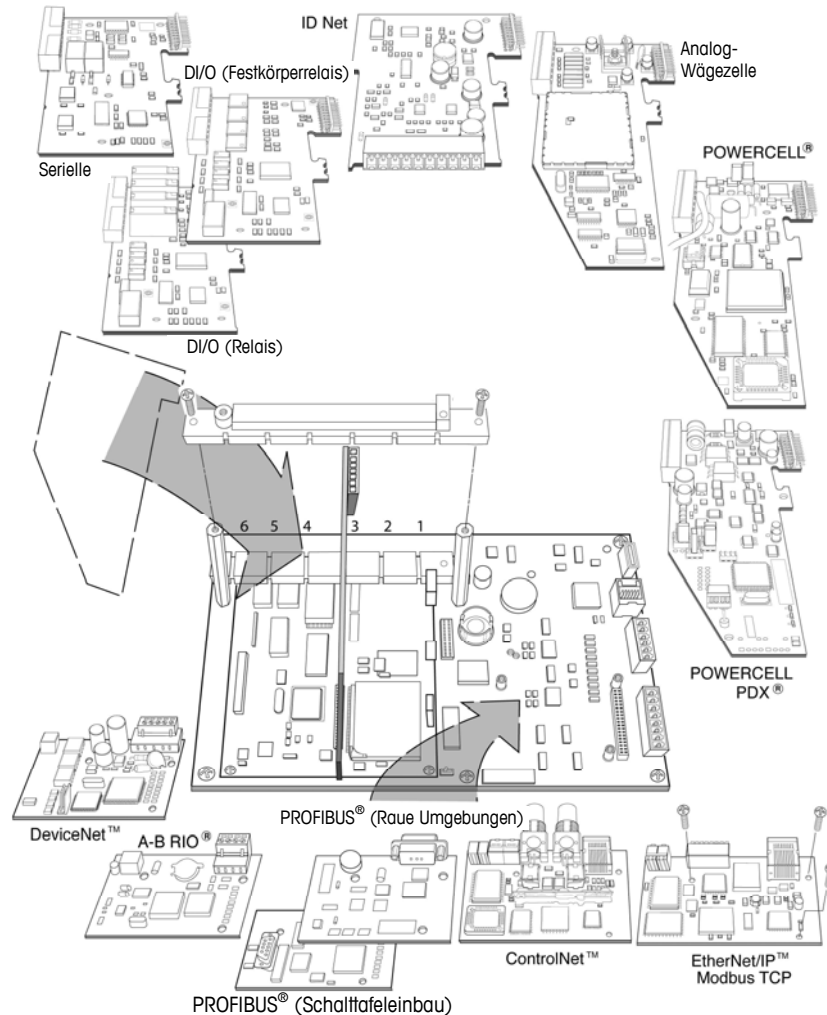 ID Net
DI/O (Festkörperrelais)
Analog-
Wägezelle
Serielle
POWERCELL®
DI/O (Relais)
6 5 4 3 2 1
POWERCELL
PDX®
PROFIBUS® (Raue Umgebungen)
DeviceNet™
A-B RIO®
ControlNet™
EtherNet/IP™
Modbus TCP
PROFIBUS® (Schalttafeleinbau)